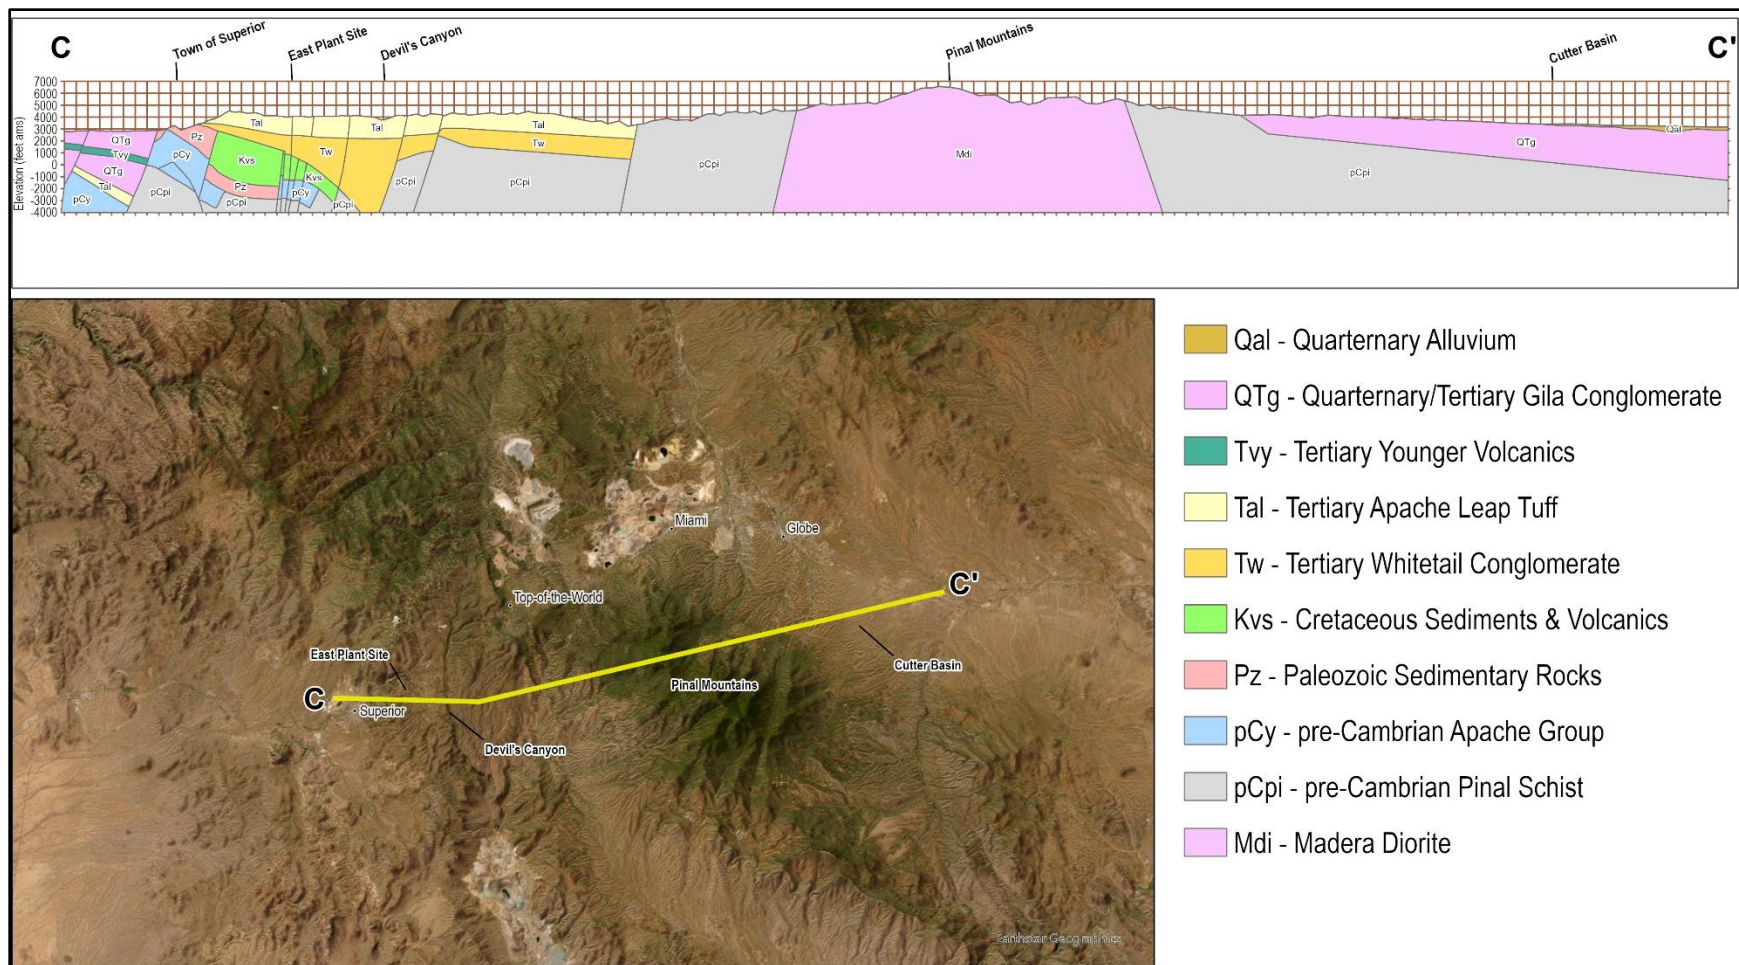 C
Town of Superior
East Plant Site
Devil's Canyon
Pinal Mountains
Cutter Basin
C'
Elevation (feet ams)
7000
6000
5000
4000
3000
2000
1000
0
-1000
-2000
-3000
-4000
QTg
Tvy
QTg
Tal
pCy
pCpi
pCy
Pz
Kvs
Pz
pCpi
Tal
Tw
Kvs
pCy
pCpi
Tal
pCpi
Tal
Tw
pCpi
pCpi
Mdi
pCpi
QTg
Qal
Miami
Globe
Top-of-the-World
C'
East Plant Site
Cutter Basin
Pinal Mountains
C
Superior
Devil's Canyon
Earthstar Geographics
Qal - Quarternary Alluvium
QTg - Quarternary/Tertiary Gila Conglomerate
Tvy - Tertiary Younger Volcanics
Tal - Tertiary Apache Leap Tuff
Tw - Tertiary Whitetail Conglomerate
Kvs - Cretaceous Sediments & Volcanics
Pz - Paleozoic Sedimentary Rocks
pCy - pre-Cambrian Apache Group
pCpi - pre-Cambrian Pinal Schist
Mdi - Madera Diorite